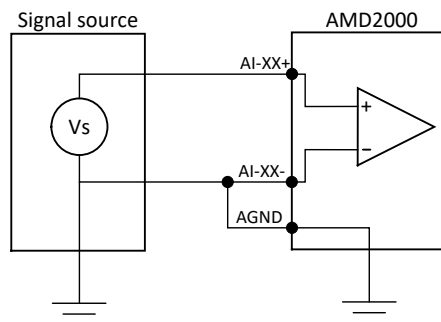 Signal source
AMD2000
AI-XX+
Vs
+
−
AI-XX-
AGND